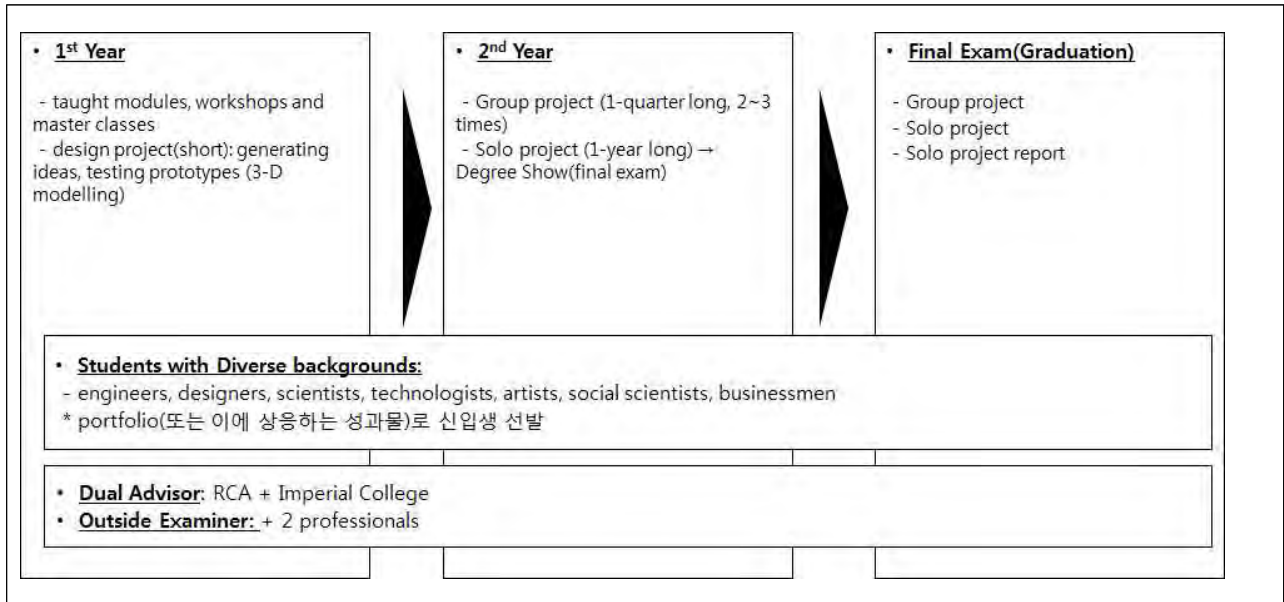 • 1st Year
- taught modules, workshops and
master classes
- design project(short): generating
ideas, testing prototypes (3-D
modelling)
• 2nd Year
- Group project (1-quarter long, 2~3
times)
- Solo project (1-year long) →
Degree Show(final exam)
• Final Exam(Graduation)
- Group project
- Solo project
- Solo project report
• Students with Diverse backgrounds:
- engineers, designers, scientists, technologists, artists, social scientists, businessmen
* portfolio(또는 이에 상응하는 성과물)로 신입생 선발
• Dual Advisor: RCA + Imperial College
• Outside Examiner: + 2 professionals